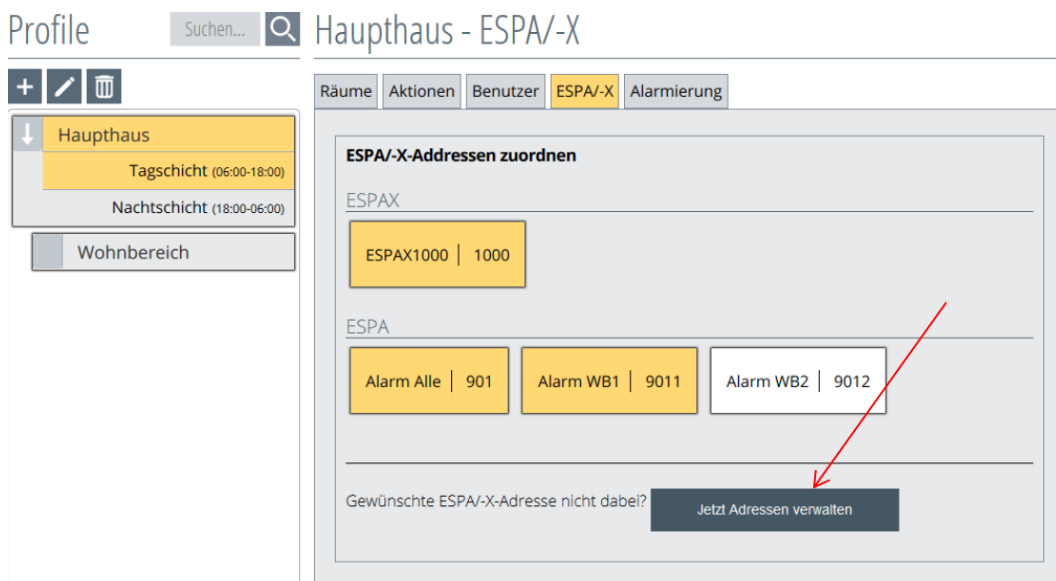 Profile
Suchen...
Haupthaus - ESPA/-X
Räume
Aktionen
Benutzer
ESPA/-X
Alarmierung
Haupthaus
Tagschicht (06:00-18:00)
Nachtschicht (18:00-06:00)
Wohnbereich
ESPA/-X-Addressen zuordnen
ESPAX
ESPAX1000 | 1000
ESPA
Alarm Alle | 901
Alarm WB1 | 9011
Alarm WB2 | 9012
Gewünschte ESPA/-X-Adresse nicht dabei?
Jetzt Adressen verwalten